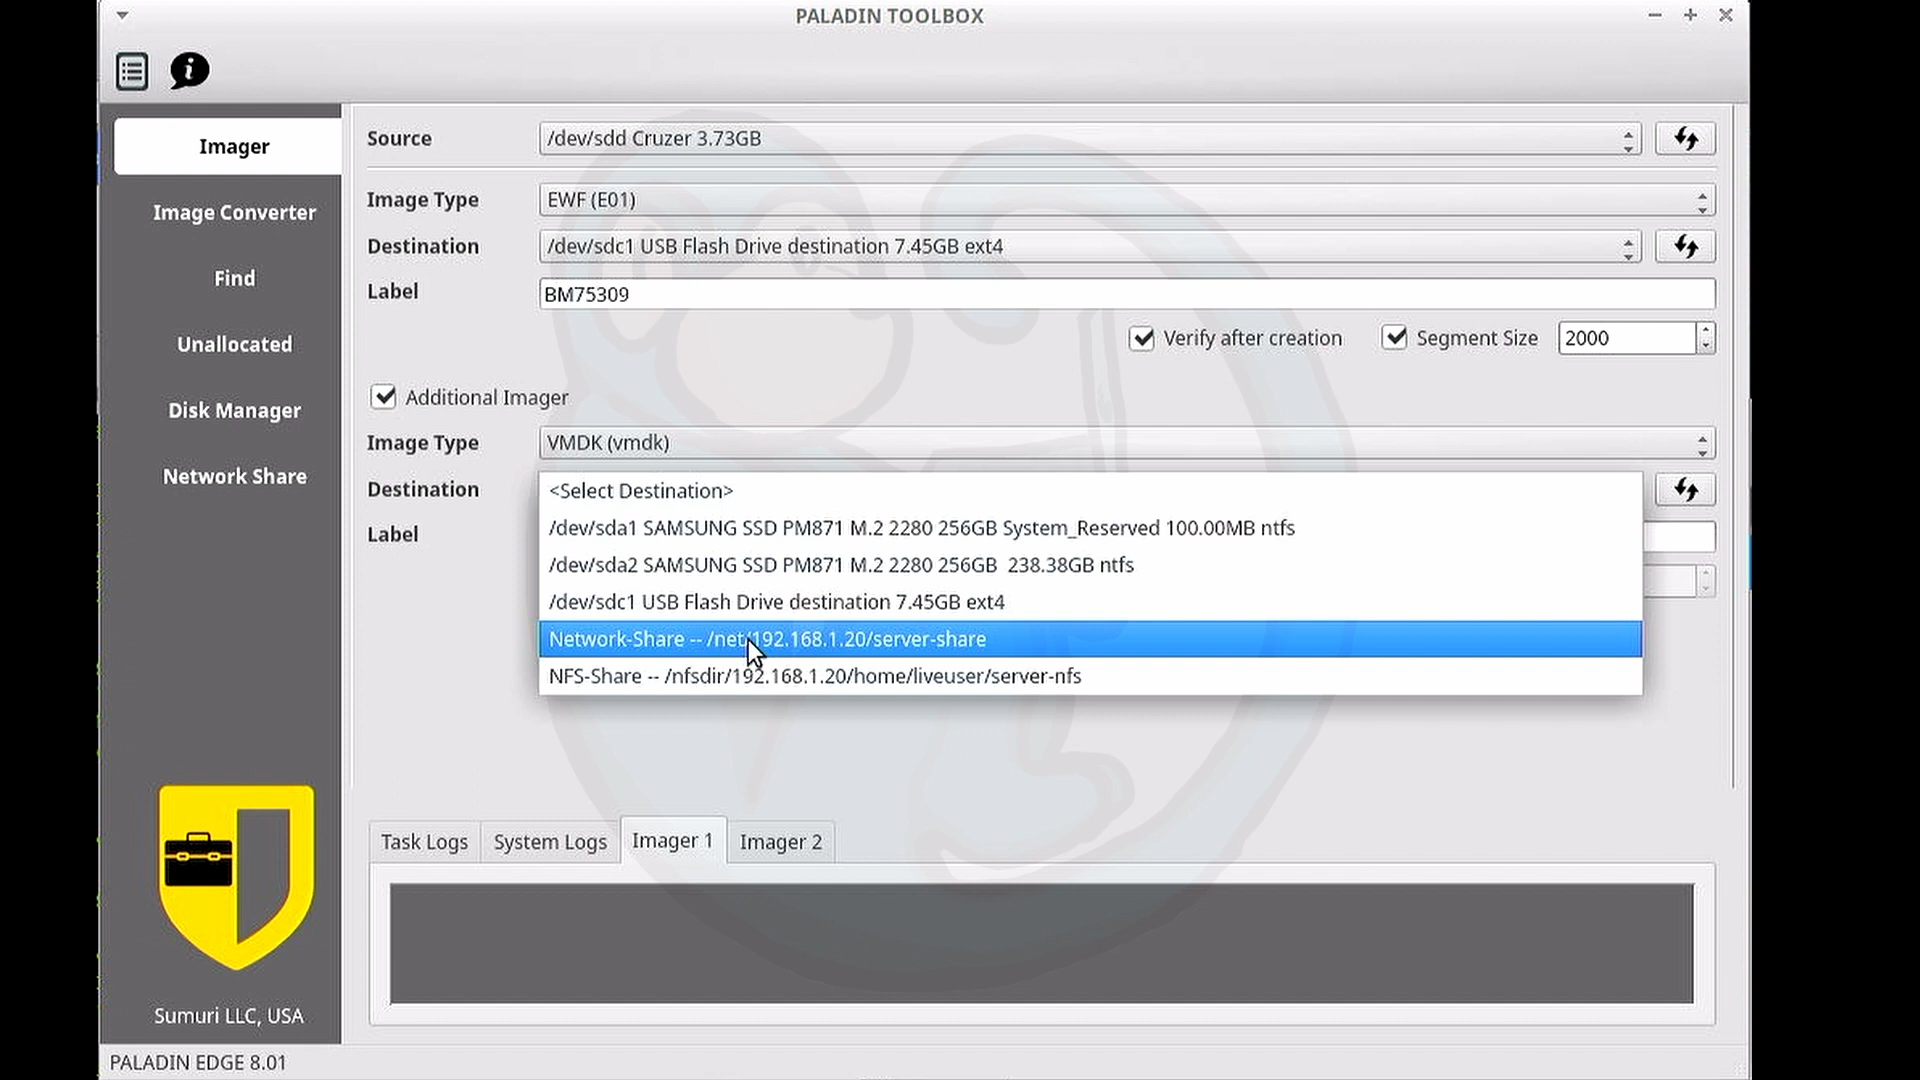 PALADIN TOOLBOX
Imager
Image Converter
Find
Unallocated
Disk Manager
Network Share
Sumuri LLC, USA
Source /dev/sdd Cruzer 3.73GB
Image Type EWF (E01)
Destination /dev/sdc1 USB Flash Drive destination 7.45GB ext4
Label BM75309
Verify after creation Segment Size 2000
Additional Imager
Image Type VMDK (vmdk)
Destination <Select Destination>
/dev/sda1 SAMSUNG SSD PM871 M.2 2280 256GB System_Reserved 100.00MB ntfs
Label
/dev/sda2 SAMSUNG SSD PM871 M.2 2280 256GB 238.38GB ntfs
/dev/sdc1 USB Flash Drive destination 7.45GB ext4
Network-Share -- /net/192.168.1.20/server-share
NFS-Share -- /nfsdir/192.168.1.20/home/liveuser/server-nfs
Task Logs System Logs Imager 1 Imager 2
PALADIN EDGE 8.01